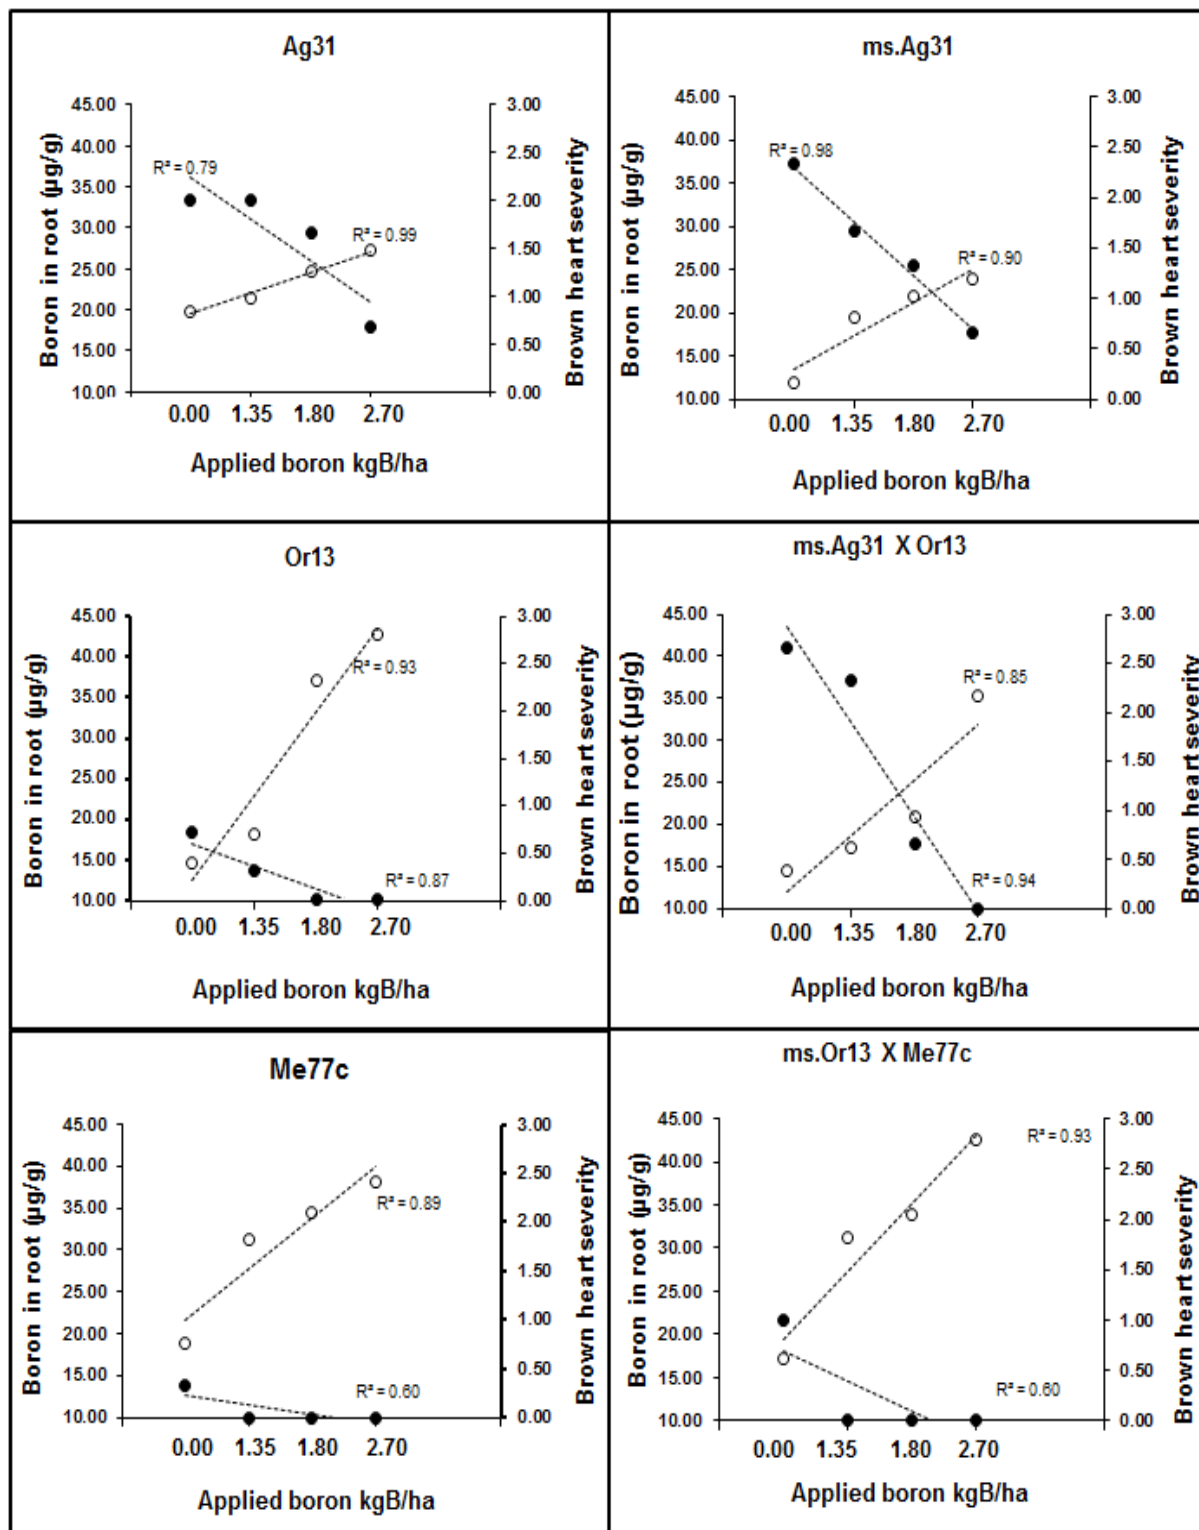 Ag31
45.00
40.00
35.00
30.00
25.00
20.00
15.00
10.00
Boron in root (µg/g)
R² = 0.79
R² = 0.99
3.00
2.50
2.00
1.50
1.00
0.50
0.00
Brown heart severity
0.00 1.35 1.80 2.70
Applied boron kgB/ha
ms.Ag31
45.00
40.00
35.00
30.00
25.00
20.00
15.00
10.00
Boron in root (µg/g)
R² = 0.98
R² = 0.90
3.00
2.50
2.00
1.50
1.00
0.50
0.00
Brown heart severity
0.00 1.35 1.80 2.70
Applied boron kgB/ha
Or13
45.00
40.00
35.00
30.00
25.00
20.00
15.00
10.00
Boron in root (µg/g)
R² = 0.93
R² = 0.87
3.00
2.50
2.00
1.50
1.00
0.50
0.00
Brown heart severity
0.00 1.35 1.80 2.70
Applied boron kgB/ha
ms.Ag31 X Or13
45.00
40.00
35.00
30.00
25.00
20.00
15.00
10.00
Boron in root (µg/g)
R² = 0.85
R² = 0.94
3.00
2.50
2.00
1.50
1.00
0.50
0.00
Brown heart severity
0.00 1.35 1.80 2.70
Applied boron kgB/ha
Me77c
45.00
40.00
35.00
30.00
25.00
20.00
15.00
10.00
Boron in root (µg/g)
R² = 0.89
R² = 0.60
3.00
2.50
2.00
1.50
1.00
0.50
0.00
Brown heart severity
0.00 1.35 1.80 2.70
Applied boron kgB/ha
ms.Or13 X Me77c
45.00
40.00
35.00
30.00
25.00
20.00
15.00
10.00
Boron in root (µg/g)
R² = 0.93
R² = 0.60
3.00
2.50
2.00
1.50
1.00
0.50
0.00
Brown heart severity
0.00 1.35 1.80 2.70
Applied boron kgB/ha